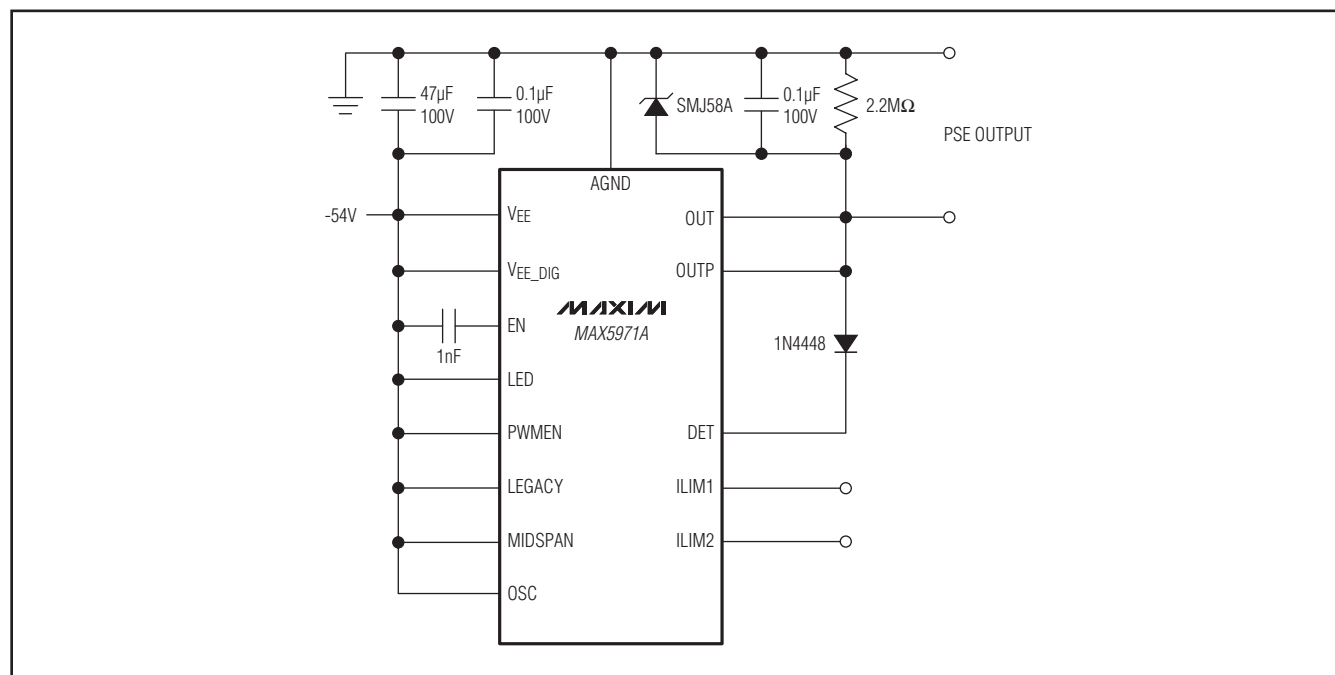 47µF
100V
0.1µF
100V
SMJ58A
0.1µF
100V
2.2MΩ
PSE OUTPUT
AGND
-54V
VEE
OUT
VEE_DIG
OUTP
MAXIM
MAX5971A
EN
1nF
1N4448
LED
PWMEN
DET
LEGACY
ILIM1
MIDSPAN
ILIM2
OSC